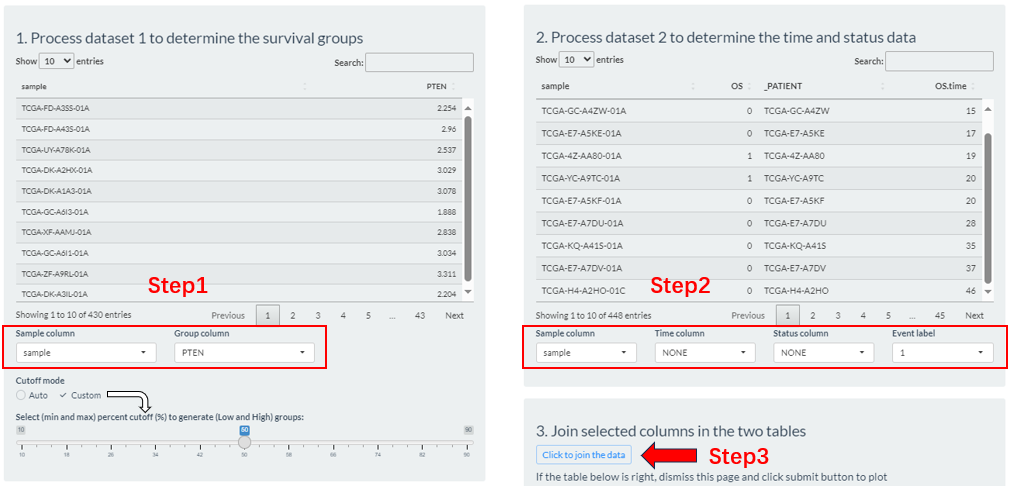 1. Process dataset 1 to determine the survival groups
Show 10 entries
Search:
sample PTEN
TCGA-FD-A3SS-01A 2.254
TCGA-FD-A43S-01A 2.96
TCGA-UY-A78K-01A 2.537
TCGA-DK-A2HX-01A 3.029
TCGA-DK-A1A3-01A 3.078
TCGA-GC-A6I3-01A 1.888
TCGA-XF-AAMJ-01A 2.838
TCGA-GC-A6I1-01A 3.034
TCGA-ZF-A9RL-01A 3.311
TCGA-DK-A3IL-01A 2.204
Step1
Showing 1 to 10 of 430 entries
Previous 1 2 3 4 5 ... 43 Next
Sample column Group column
sample PTEN
Cutoff mode
Auto Custom
Select (min and max) percent cutoff (%) to generate (Low and High) groups:
10 50 90
10 18 26 34 42 50 58 66 74 82 90
2. Process dataset 2 to determine the time and status data
Show 10 entries
Search:
sample OS _PATIENT OS.time
TCGA-GC-A4ZW-01A 0 TCGA-GC-A4ZW 15
TCGA-E7-A5KE-01A 0 TCGA-E7-A5KE 17
TCGA-4Z-AA80-01A 1 TCGA-4Z-AA80 19
TCGA-YC-A9TC-01A 1 TCGA-YC-A9TC 20
TCGA-E7-A5KF-01A 0 TCGA-E7-A5KF 20
TCGA-E7-A7DU-01A 0 TCGA-E7-A7DU 28
TCGA-KQ-A41S-01A 0 TCGA-KQ-A41S 35
TCGA-E7-A7DV-01A 0 TCGA-E7-A7DV 37
TCGA-H4-A2HO-01C 0 TCGA-H4-A2HO 46
Step2
Showing 1 to 10 of 448 entries
Previous 1 2 3 4 5 ... 45 Next
Sample column Time column Status column Event label
sample NONE NONE 1
3. Join selected columns in the two tables
Click to join the data
Step3
If the table below is right, dismiss this page and click submit button to plot